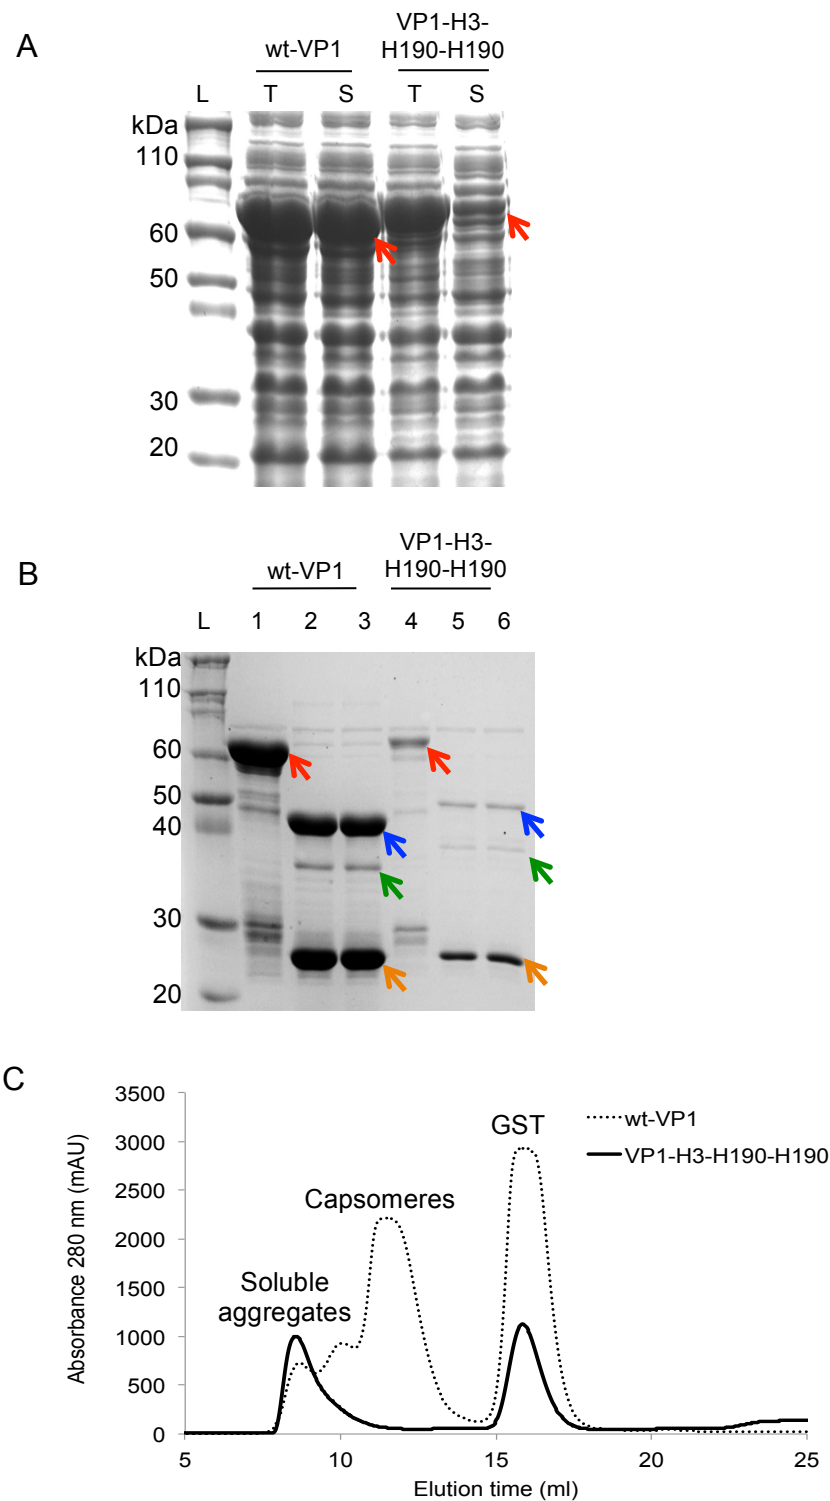 A
wt-VP1
VP1-H3-
H190-H190
L T S T S
kDa
110
60
50
30
20
B
wt-VP1
VP1-H3-
H190-H190
L 1 2 3 4 5 6
kDa
110
60
50
40
30
20
C
3500
3000
2500
2000
1500
1000
500
0
Absorbance 280 nm (mAU)
Soluble
aggregates
Capsomeres
GST
wt-VP1
VP1-H3-H190-H190
5 10 15 20 25
Elution time (ml)